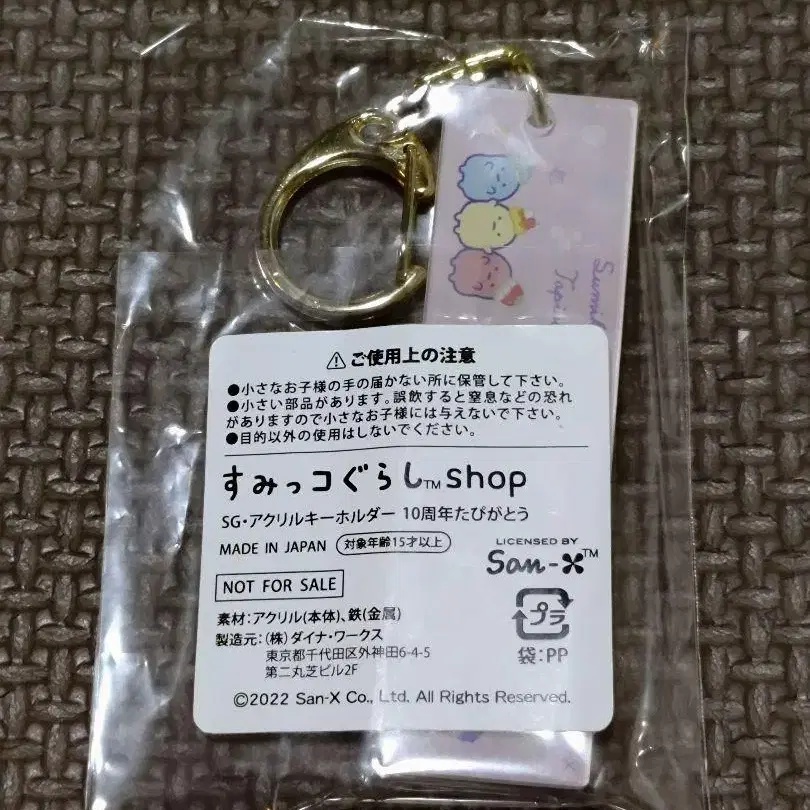 ⚠ご使用上の注意
●小さなお子様の手の届かない所に保管して下さい。
●小さい部品があります。誤飲すると窒息などの恐れ
がありますので小さなお子様には与えないで下さい。
●目的以外の使用はしないでください。
すみっコぐらし™shop
SG・アクリルキーホルダー 10周年たぴがとう
MADE IN JAPAN 対象年齢15才以上
LICENSED BY
San-X™
NOT FOR SALE
素材:アクリル(本体)、鉄(金属)
製造元:(株)ダイナ・ワークス
東京都千代田区外神田6-4-5
第二丸芝ビル2F
プラ
袋:PP
©2022 San-X Co., Ltd. All Rights Reserved.